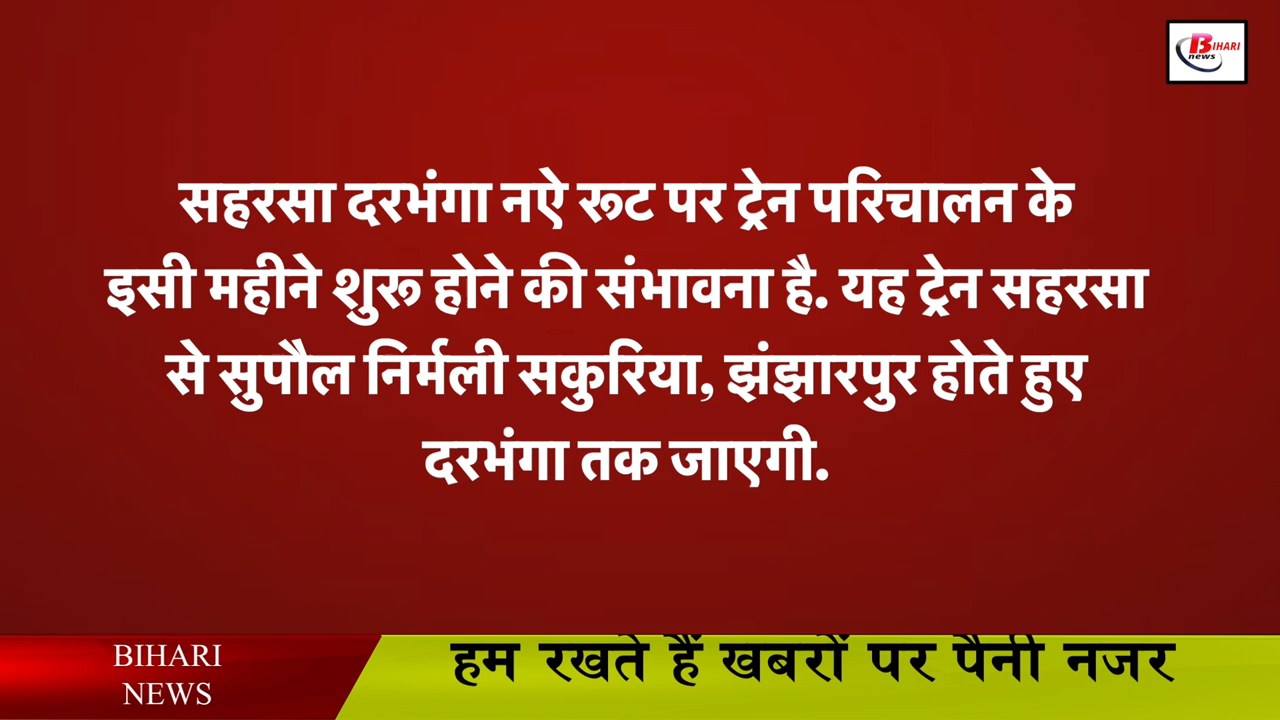 BIHARI
news
सहरसा दरभंगा नऐ रूट पर ट्रेन परिचालन के
इसी महीने शुरू होने की संभावना है. यह ट्रेन सहरसा
से सुपौल निर्मली सकुरिया, झंझारपुर होते हुए
दरभंगा तक जाएगी.
BIHARI
NEWS
हम रखते हैं खबरों पर पैनी नजर